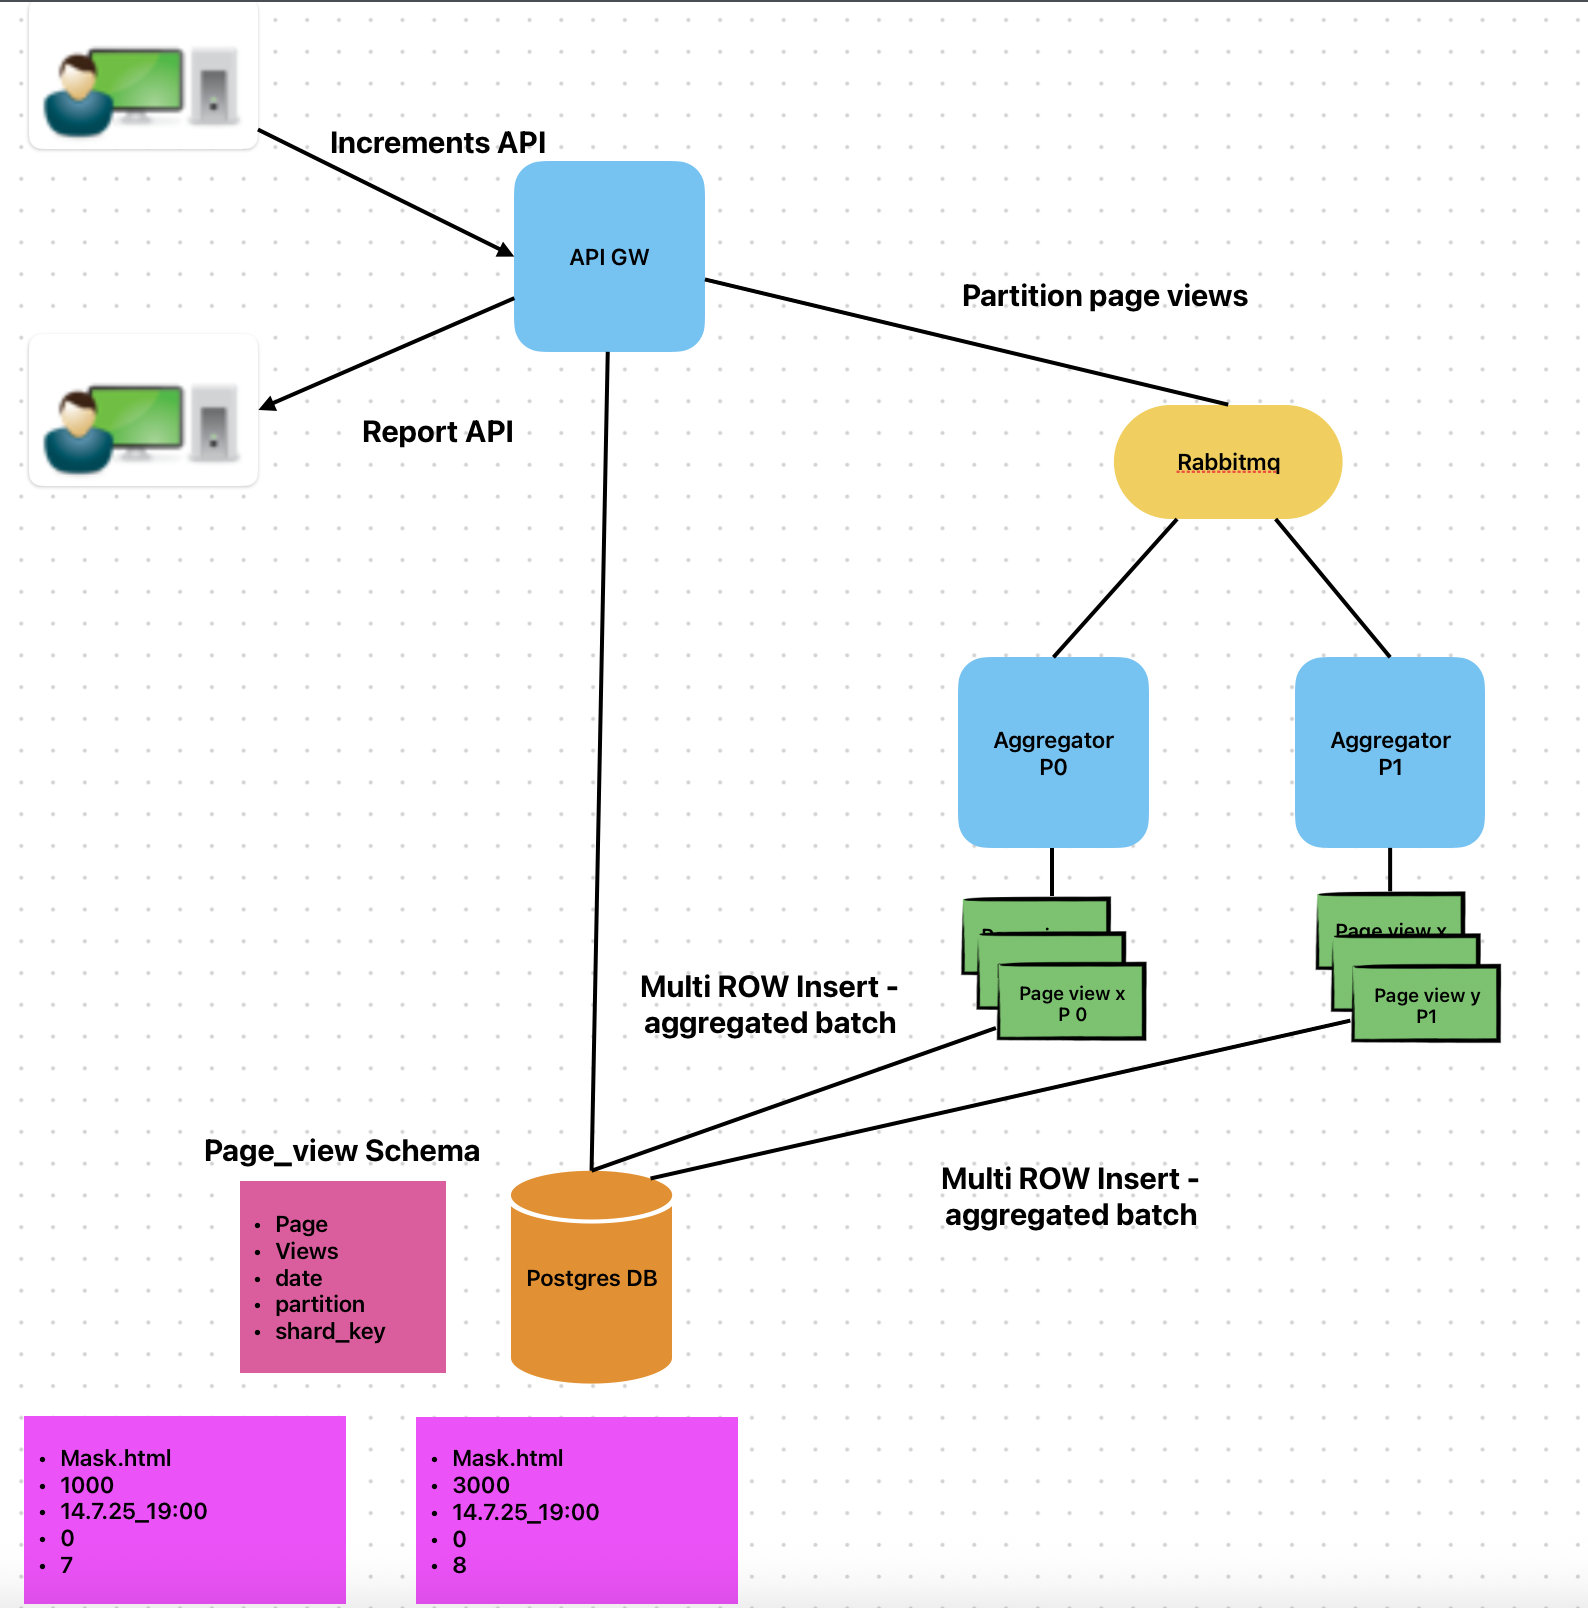 Increments API
API GW
Partition page views
Report API
Rabbitmq
Aggregator
P0
Aggregator
P1
Page view x
Page view x
P 0
Page view y
P1
Multi ROW Insert -
aggregated batch
Multi ROW Insert -
aggregated batch
Page_view Schema
• Page
• Views
• date
• partition
• shard_key
Postgres DB
• Mask.html
• 1000
• 14.7.25_19:00
• 0
• 7
• Mask.html
• 3000
• 14.7.25_19:00
• 0
• 8